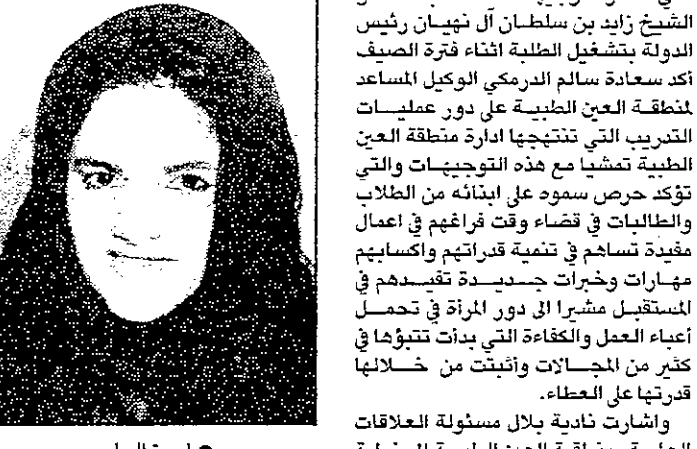 الشيخ زايد بن سلطان آل نهيان رئيس
الدولة بتشغيل الطلبة اثناء فترة الصيف
أكد سعادة سالم الدرمكي الوكيل المساعد
لمنطقة العين الطبية على دور عمليات
التدريب التي تنتهجها ادارة منطقة العين
الطبية تمشيا مع هذه التوجيهات والتي
تؤكد حرص سموه على ابنائه من الطلاب
والطالبات في قضاء وقت فراغهم في اعمال
مفيدة تساهم في تنمية قدراتهم واكسابهم
مهارات وخبرات جديدة تفيدهم في
المستقبل مشيرا الى دور المرأة في تحمل
أعباء العمل والكفاءة التي بدأت تتبؤها في
كثير من المجالات وأثبتت من خلالها
قدرتها على العطاء.
واشارت نادية بلال مسئولة العلاقات